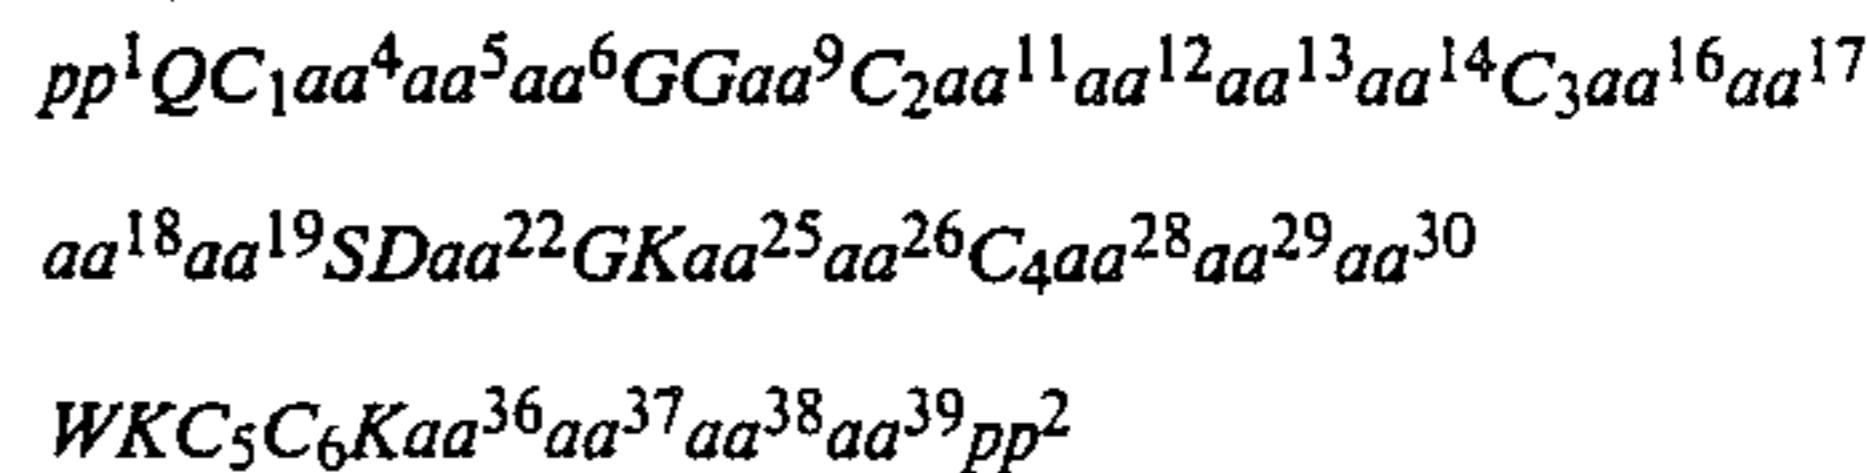 pp¹QC₁aa⁴aa⁵aa⁶GGaa⁹C₂aa¹¹aa¹²aa¹³aa¹⁴C₃aa¹⁶aa¹⁷
aa¹⁸aa¹⁹SDaa²²GKaa²⁵aa²⁶C₄aa²⁸aa²⁹aa³⁰
WKC₅C₆Kaa³⁶aa³⁷aa³⁸aa³⁹pp²